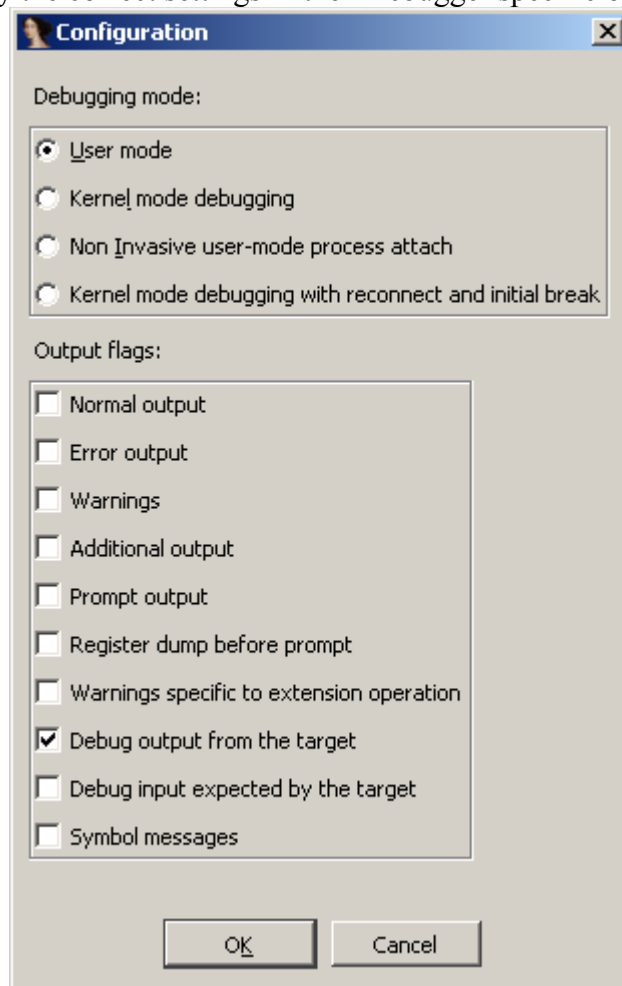 Configuration
Debugging mode:
User mode
Kernel mode debugging
Non Invasive user-mode process attach
Kernel mode debugging with reconnect and initial break
Output flags:
Normal output
Error output
Warnings
Additional output
Prompt output
Register dump before prompt
Warnings specific to extension operation
Debug output from the target
Debug input expected by the target
Symbol messages
OK
Cancel